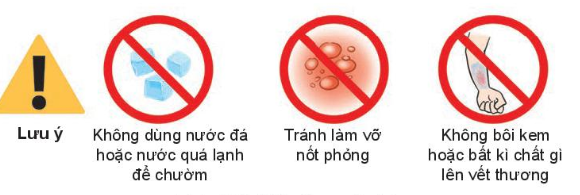 Lưu ý
Không dùng nước đá
hoặc nước quá lạnh
để chườm
Tránh làm vỡ
nốt phỏng
Không bôi kem
hoặc bất kì chất gì
lên vết thương